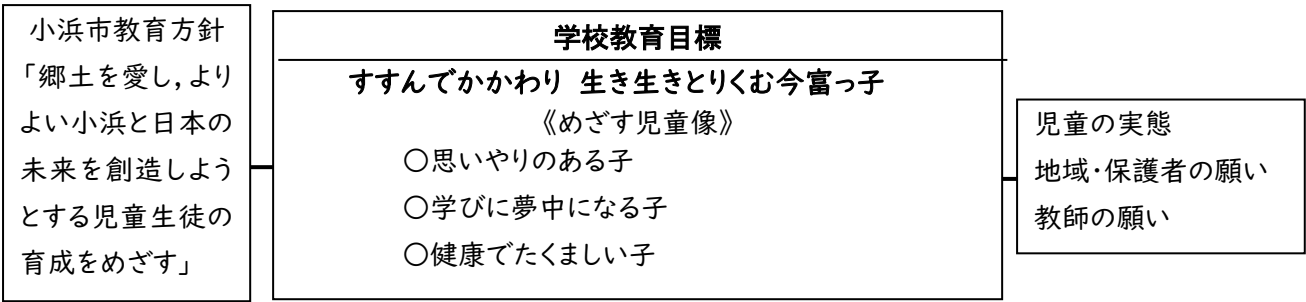 小浜市教育方針
「郷土を愛し,より
よい小浜と日本の
未来を創造しよう
とする児童生徒の
育成をめざす」
学校教育目標
すすんでかかわり 生き生きとりくむ今富っ子
《めざす児童像》
○思いやりのある子
○学びに夢中になる子
○健康でたくましい子
児童の実態
地域・保護者の願い
教師の願い